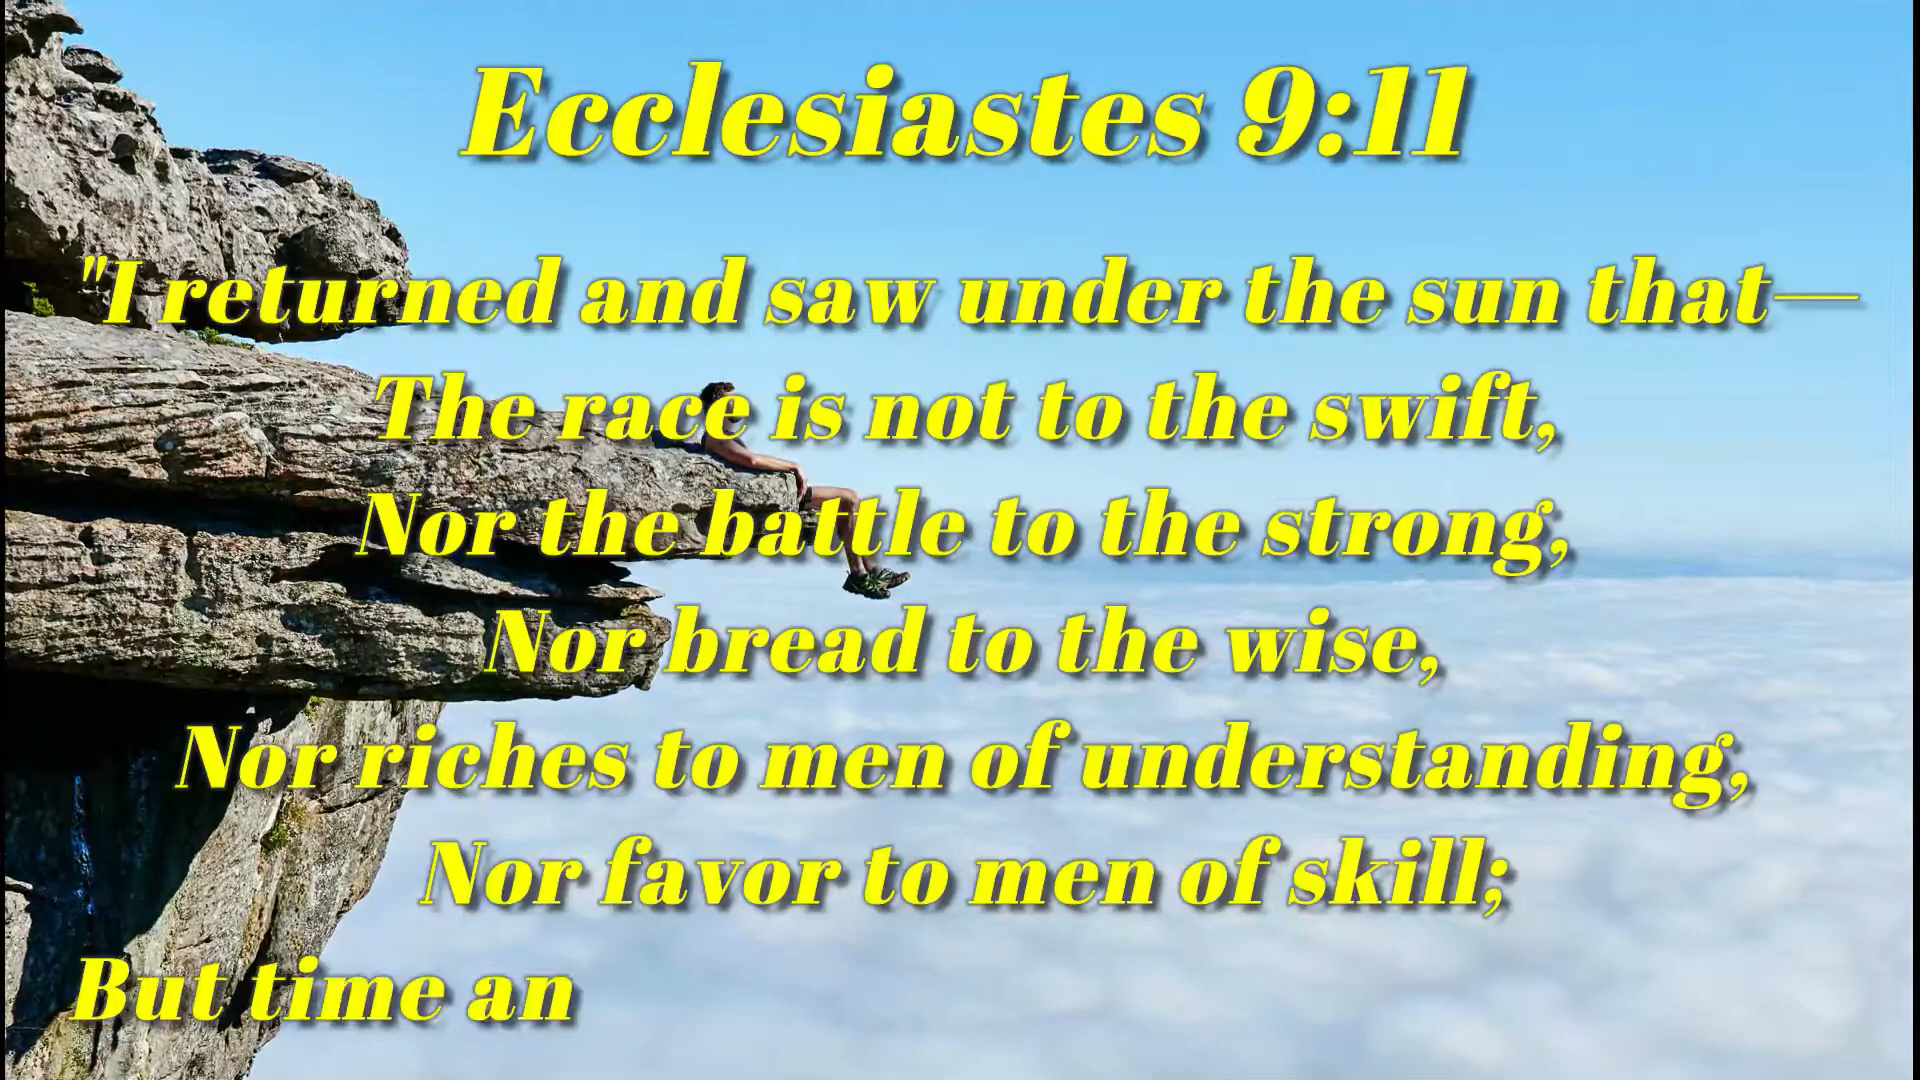 Ecclesiastes 9:11
"I returned and saw under the sun that—
The race is not to the swift,
Nor the battle to the strong,
Nor bread to the wise,
Nor riches to men of understanding,
Nor favor to men of skill;
But time an